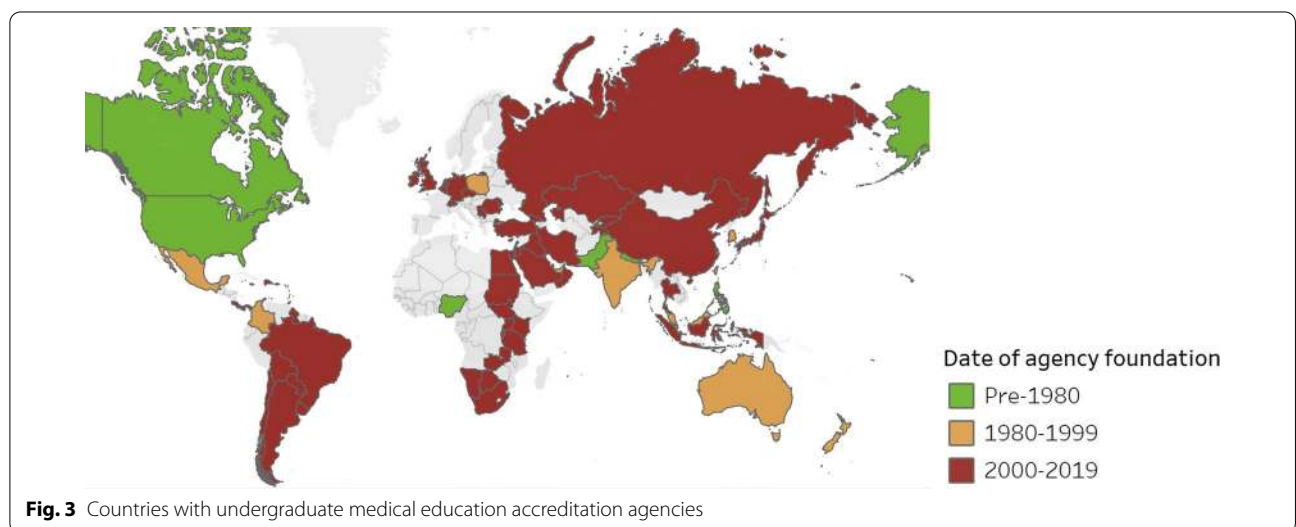 Date of agency foundation
Pre-1980
1980-1999
2000-2019
Fig. 3 Countries with undergraduate medical education accreditation agencies